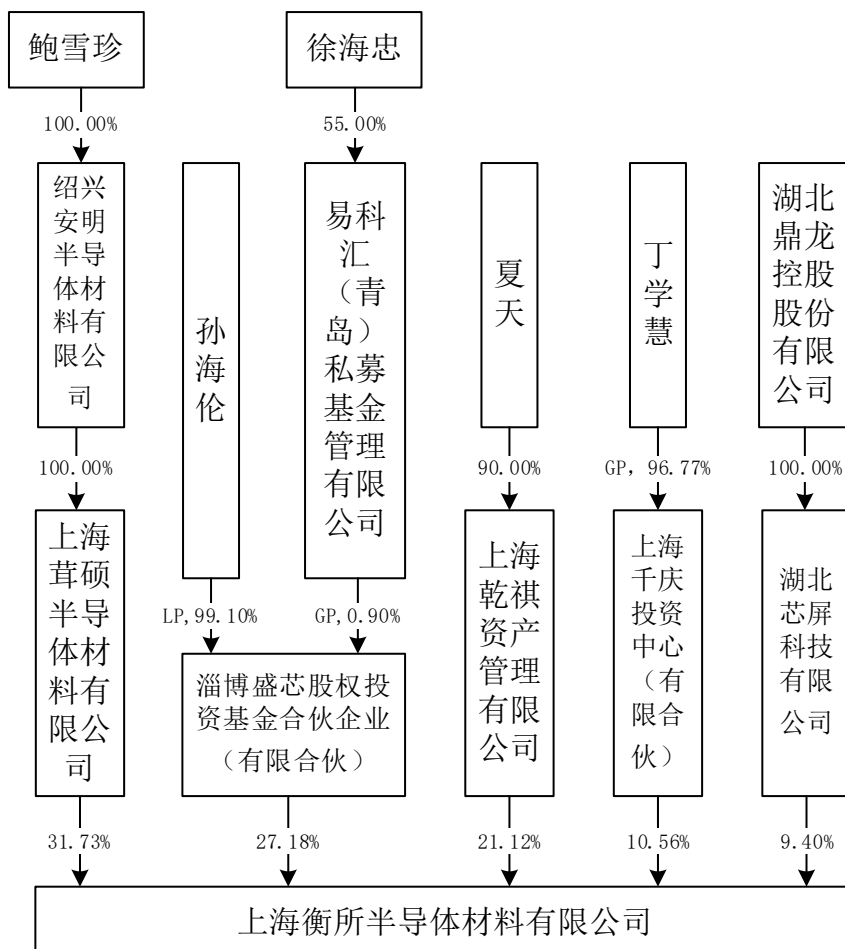 鲍雪珍
徐海忠
100.00%
55.00%
绍兴
安明
半导
体材
料有
限公
司
孙
海
伦
易科
汇
（青
岛）
私募
基金
管理
有限
公司
夏
天
丁
学
慧
湖北
鼎龙
控股
股份
有限
公司
100.00%
90.00%
GP，96.77%
100.00%
上海
茸硕
半导
体材
料有
限公
司
LP,99.10%
GP,0.90%
淄博盛芯股权投
资基金合伙企业
（有限合伙）
上海
乾祺
资产
管理
有限
公司
上海
千庆
投资
中心
（有
限合
伙）
湖北
芯屏
科技
有限
公司
31.73%
27.18%
21.12%
10.56%
9.40%
上海衡所半导体材料有限公司